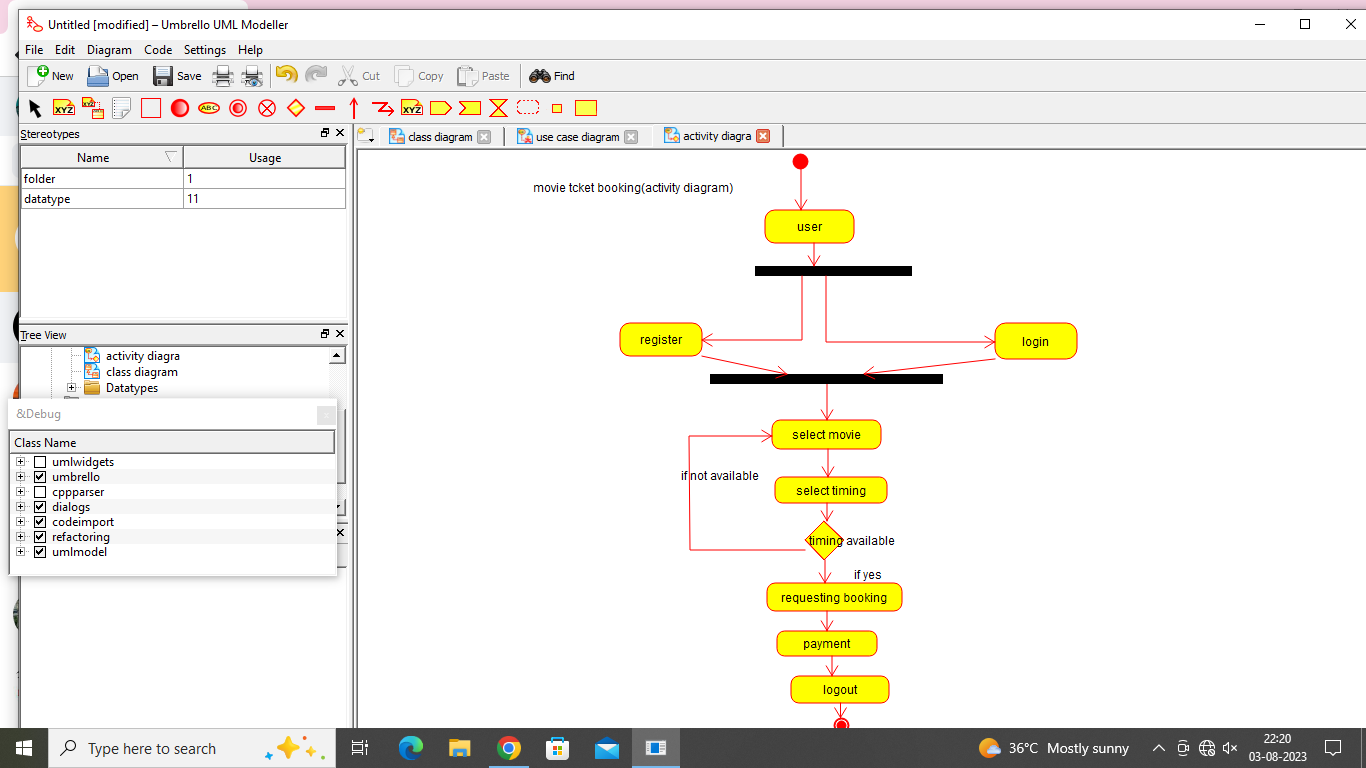 Untitled [modified] – Umbrello UML Modeller
File Edit Diagram Code Settings Help
New Open Save Cut Copy Paste Find
XYZ XYZ ABC XYZ
Stereotypes
class diagram use case diagram activity diagra
Name Usage
folder 1
datatype 11
movie tcket booking(activity diagram)
user
register
login
select movie
if not available
select timing
timing available
if yes
requesting booking
payment
logout
Tree View
activity diagra
class diagram
Datatypes
&Debug
Class Name
umlwidgets
umbrello
cppparser
dialogs
codeimport
refactoring
umlmodel
Type here to search
36°C Mostly sunny
22:20
03-08-2023